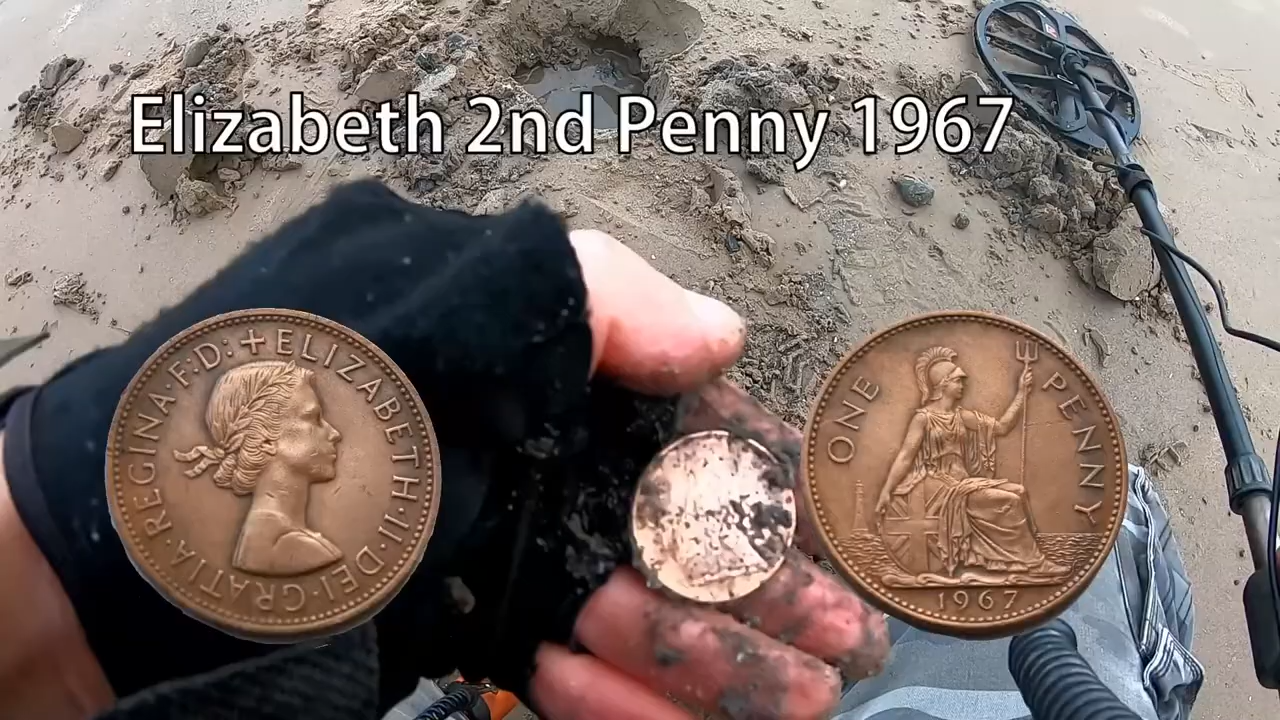 Elizabeth 2nd Penny 1967
+ELIZABETH·II·DEI·GRATIA·REGINA·F:D:
ONE PENNY
1967